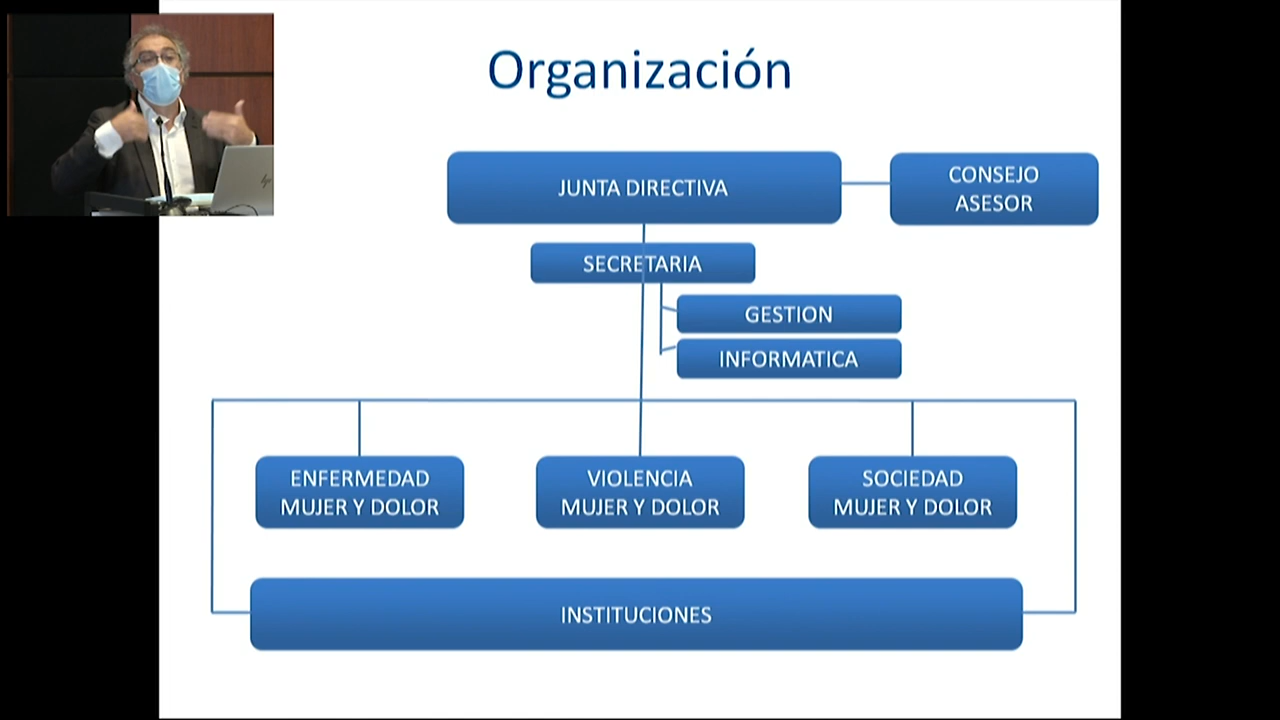 Organización
JUNTA DIRECTIVA
CONSEJO
ASESOR
SECRETARIA
GESTION
INFORMATICA
ENFERMEDAD
MUJER Y DOLOR
VIOLENCIA
MUJER Y DOLOR
SOCIEDAD
MUJER Y DOLOR
INSTITUCIONES